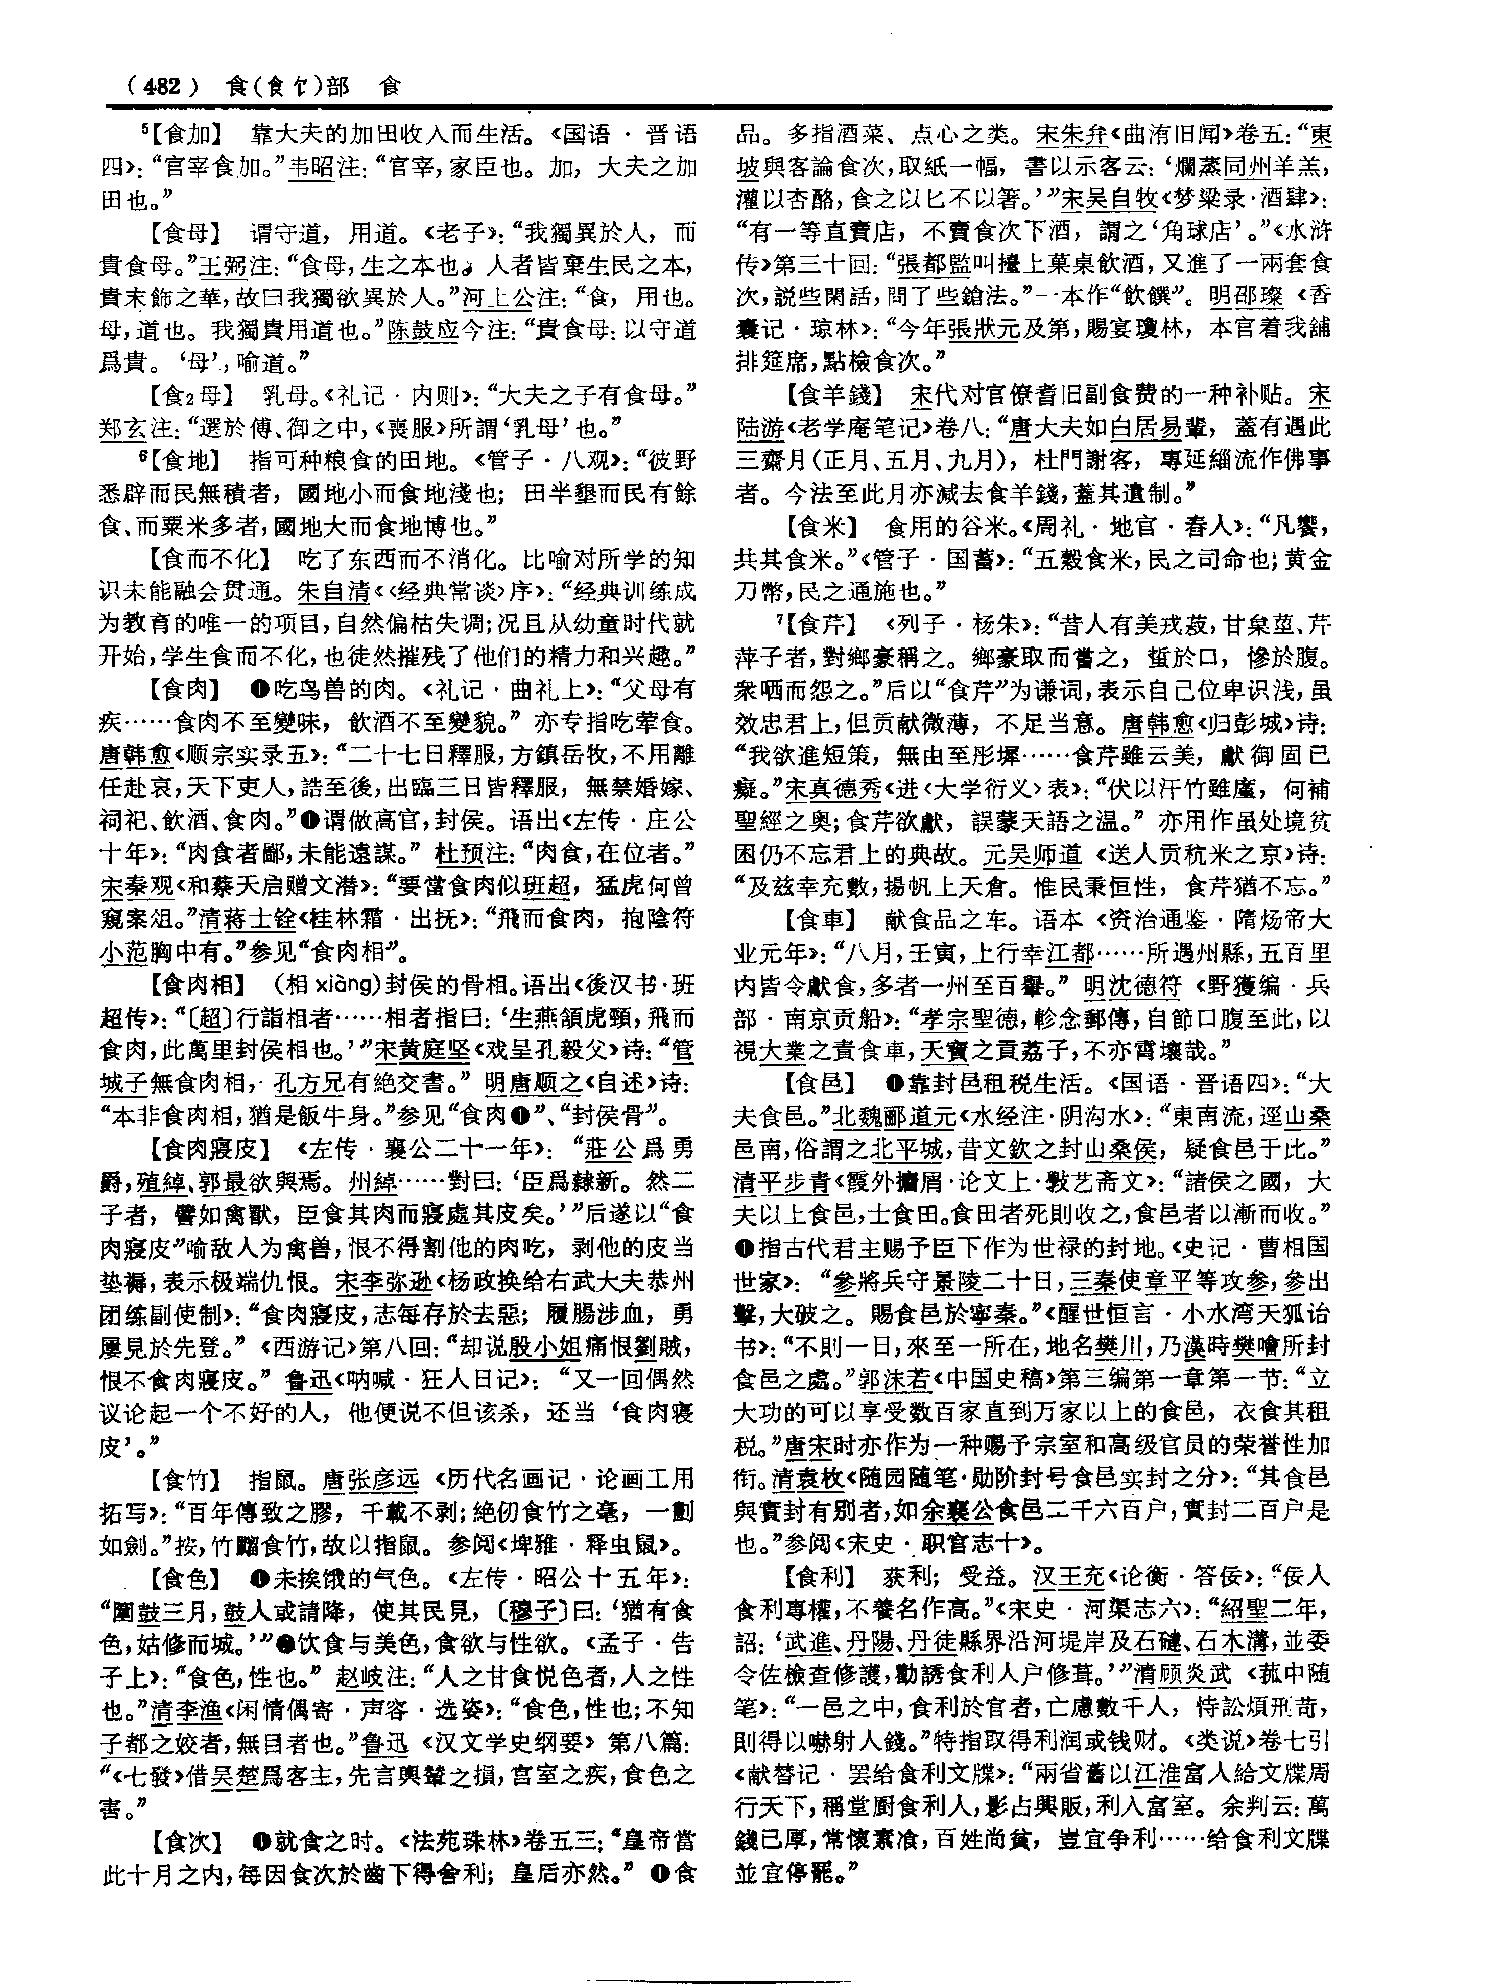 （482） 食(飠饣)部 食
⁵【食加】 靠大夫的加田收入而生活。《国语·晋语
四》：“官宰食加。”韦昭注：“官宰，家臣也。加，大夫之加
田也。”
【食母】 谓守道，用道。《老子》：“我獨異於人，而
貴食母。”王弼注：“食母，生之本也。人者皆棄生民之本，
貴末飾之華，故曰我獨欲異於人。”河上公注：“食，用也。
母，道也。我獨貴用道也。”陈鼓应今注：“貴食母：以守道
爲貴。‘母’，喻道。”
【食₂母】 乳母。《礼记·内则》：“大夫之子有食母。”
郑玄注：“選於傅、御之中，《喪服》所謂‘乳母’也。”
⁶【食地】 指可种粮食的田地。《管子·八观》：“彼野
悉辟而民無積者，國地小而食地淺也；田半墾而民有餘
食、而粟米多者，國地大而食地博也。”
【食而不化】 吃了东西而不消化。比喻对所学的知
识未能融会贯通。朱自清《〈经典常谈〉序》：“经典训练成
为教育的唯一的项目，自然偏枯失调；况且从幼童时代就
开始，学生食而不化，也徒然摧残了他们的精力和兴趣。”
【食肉】 ❶吃鸟兽的肉。《礼记·曲礼上》：“父母有
疾……食肉不至變味，飲酒不至變貌。”亦专指吃荤食。
唐韩愈《顺宗实录五》：“二十七日釋服，方鎮岳牧，不用離
任赴哀，天下吏人，誥至後，出臨三日皆釋服，無禁婚嫁、
祠祀、飲酒、食肉。”❷谓做高官，封侯。语出《左传·庄公
十年》：“肉食者鄙，未能遠謀。”杜预注：“肉食，在位者。”
宋秦观《和蔡天启赠文潜》：“要當食肉似班超，猛虎何曾
窺案俎。”清蒋士铨《桂林霜·出抚》：“飛而食肉，抱陰符
小范胸中有。”参见“食肉相”。
【食肉相】 （相 xiàng）封侯的骨相。语出《後汉书·班
超传》：“〔超〕行詣相者……相者指曰：‘生燕頷虎頸，飛而
食肉，此萬里封侯相也。’”宋黄庭坚《戏呈孔毅父》诗：“管
城子無食肉相，孔方兄有絶交書。”明唐顺之《自述》诗：
“本非食肉相，猶是飯牛身。”参见“食肉❷”、“封侯骨”。
【食肉寢皮】 《左传·襄公二十一年》：“莊公爲勇
爵，殖綽、郭最欲與焉。州綽……對曰：‘臣爲隸新。然二
子者，譬如禽獸，臣食其肉而寢處其皮矣。’”后遂以“食
肉寢皮”喻敌人为禽兽，恨不得割他的肉吃，剥他的皮当
垫褥，表示极端仇恨。宋李弥逊《杨政换给右武大夫恭州
团练副使制》：“食肉寢皮，志每存於去惡；履腸涉血，勇
屢見於先登。”《西游记》第八回：“却说殷小姐痛恨劉賊，
恨不食肉寢皮。”鲁迅《呐喊·狂人日记》：“又一回偶然
议论起一个不好的人，他便说不但该杀，还当‘食肉寝
皮’。”
【食竹】 指鼠。唐张彦远《历代名画记·论画工用
拓写》：“百年傳致之膠，千載不剥；絶仞食竹之毫，一劃
如劍。”按，竹鼺食竹，故以指鼠。参阅《埤雅·释虫鼠》。
【食色】 ❶未挨饿的气色。《左传·昭公十五年》：
“圍鼓三月，鼓人或請降，使其民見，〔穆子〕曰：‘猶有食
色，姑修而城。’”❷饮食与美色，食欲与性欲。《孟子·告
子上》：“食色，性也。”赵岐注：“人之甘食悦色者，人之性
也。”清李渔《闲情偶寄·声容·选姿》：“食色，性也；不知
子都之姣者，無目者也。”鲁迅《汉文学史纲要》第八篇：
“《七發》借吴楚爲客主，先言輿輦之損，宫室之疾，食色之
害。”
【食次】 ❶就食之时。《法苑珠林》卷五三：“皇帝當
此十月之内，每因食次於齒下得舍利；皇后亦然。”❷食
品。多指酒菜、点心之类。宋朱弁《曲洧旧闻》卷五：“東
坡與客論食次，取紙一幅，書以示客云：‘爛蒸同州羊羔，
灌以杏酪，食之以匕不以箸。’”宋吴自牧《梦粱录·酒肆》：
“有一等直賣店，不賣食次下酒，謂之‘角球店’。”《水浒
传》第三十回：“張都監叫擡上菓桌飲酒，又進了一兩套食
次，説些閑話，問了些鎗法。”一本作“飲饌”。明邵璨《香
囊记·琼林》：“今年張狀元及第，賜宴瓊林，本官着我鋪
排筵席，點檢食次。”
【食羊錢】 宋代对官僚耆旧副食费的一种补贴。宋
陆游《老学庵笔记》卷八：“唐大夫如白居易輩，蓋有遇此
三齋月（正月、五月、九月），杜門謝客，專延緇流作佛事
者。今法至此月亦減去食羊錢，蓋其遺制。”
【食米】 食用的谷米。《周礼·地官·舂人》：“凡饗，
共其食米。”《管子·国蓄》：“五穀食米，民之司命也；黄金
刀幣，民之通施也。”
⁷【食芹】 《列子·杨朱》：“昔人有美戎菽，甘枲莖、芹
萍子者，對鄉豪稱之。鄉豪取而嘗之，蜇於口，慘於腹。
衆哂而怨之。”后以“食芹”为谦词，表示自己位卑识浅，虽
效忠君上，但贡献微薄，不足当意。唐韩愈《归彭城》诗：
“我欲進短策，無由至彤墀……食芹雖云美，獻御固已
癡。”宋真德秀《进〈大学衍义〉表》：“伏以汗竹雖廑，何補
聖經之奥；食芹欲獻，誤蒙天語之温。”亦用作虽处境贫
困仍不忘君上的典故。元吴师道《送人贡秔米之京》诗：
“及兹幸充數，揚帆上天倉。惟民秉恒性，食芹猶不忘。”
【食車】 献食品之车。语本《资治通鉴·隋炀帝大
业元年》：“八月，壬寅，上行幸江都……所過州縣，五百里
内皆令獻食，多者一州至百轝。”明沈德符《野獲编·兵
部·南京贡船》：“孝宗聖德，軫念郵傳，自節口腹至此，以
視大業之責食車，天寶之貢荔子，不亦霄壤哉。”
【食邑】 ❶靠封邑租税生活。《国语·晋语四》：“大
夫食邑。”北魏郦道元《水经注·阴沟水》：“東南流，逕山桑
邑南，俗謂之北平城，昔文欽之封山桑侯，疑食邑于此。”
清平步青《霞外攟屑·论文上·斅艺斋文》：“諸侯之國，大
夫以上食邑，士食田。食田者死則收之，食邑者以漸而收。”
❷指古代君主赐予臣下作为世禄的封地。《史记·曹相国
世家》：“參將兵守景陵二十日，三秦使章平等攻參，參出
擊，大破之。賜食邑於寧秦。”《醒世恒言·小水湾天狐诒
书》：“不則一日，來至一所在，地名樊川，乃漢時樊噲所封
食邑之處。”郭沫若《中国史稿》第三编第一章第一节：“立
大功的可以享受数百家直到万家以上的食邑，衣食其租
税。”唐宋时亦作为一种赐予宗室和高级官员的荣誉性加
衔。清袁枚《随园随笔·勋阶封号食邑实封之分》：“其食邑
與實封有别者，如余襄公食邑二千六百户，實封二百户是
也。”参阅《宋史·职官志十》。
【食利】 获利；受益。汉王充《论衡·答佞》：“佞人
食利專權，不養名作高。”《宋史·河渠志六》：“紹聖二年，
詔：‘武進、丹陽、丹徒縣界沿河堤岸及石䃮、石木溝，並委
令佐檢查修護，勸誘食利人户修葺。’”清顾炎武《菰中随
笔》：“一邑之中，食利於官者，亡慮數千人，恃訟煩刑苛，
則得以嚇射人錢。”特指取得利润或钱财。《类说》卷七引
《献替记·罢给食利文牒》：“兩省舊以江淮富人給文牒周
行天下，稱堂厨食利人，影占興販，利入富室。余判云：萬
錢已厚，常懷素飡，百姓尚貧，豈宜争利……给食利文牒
並宜停罷。”